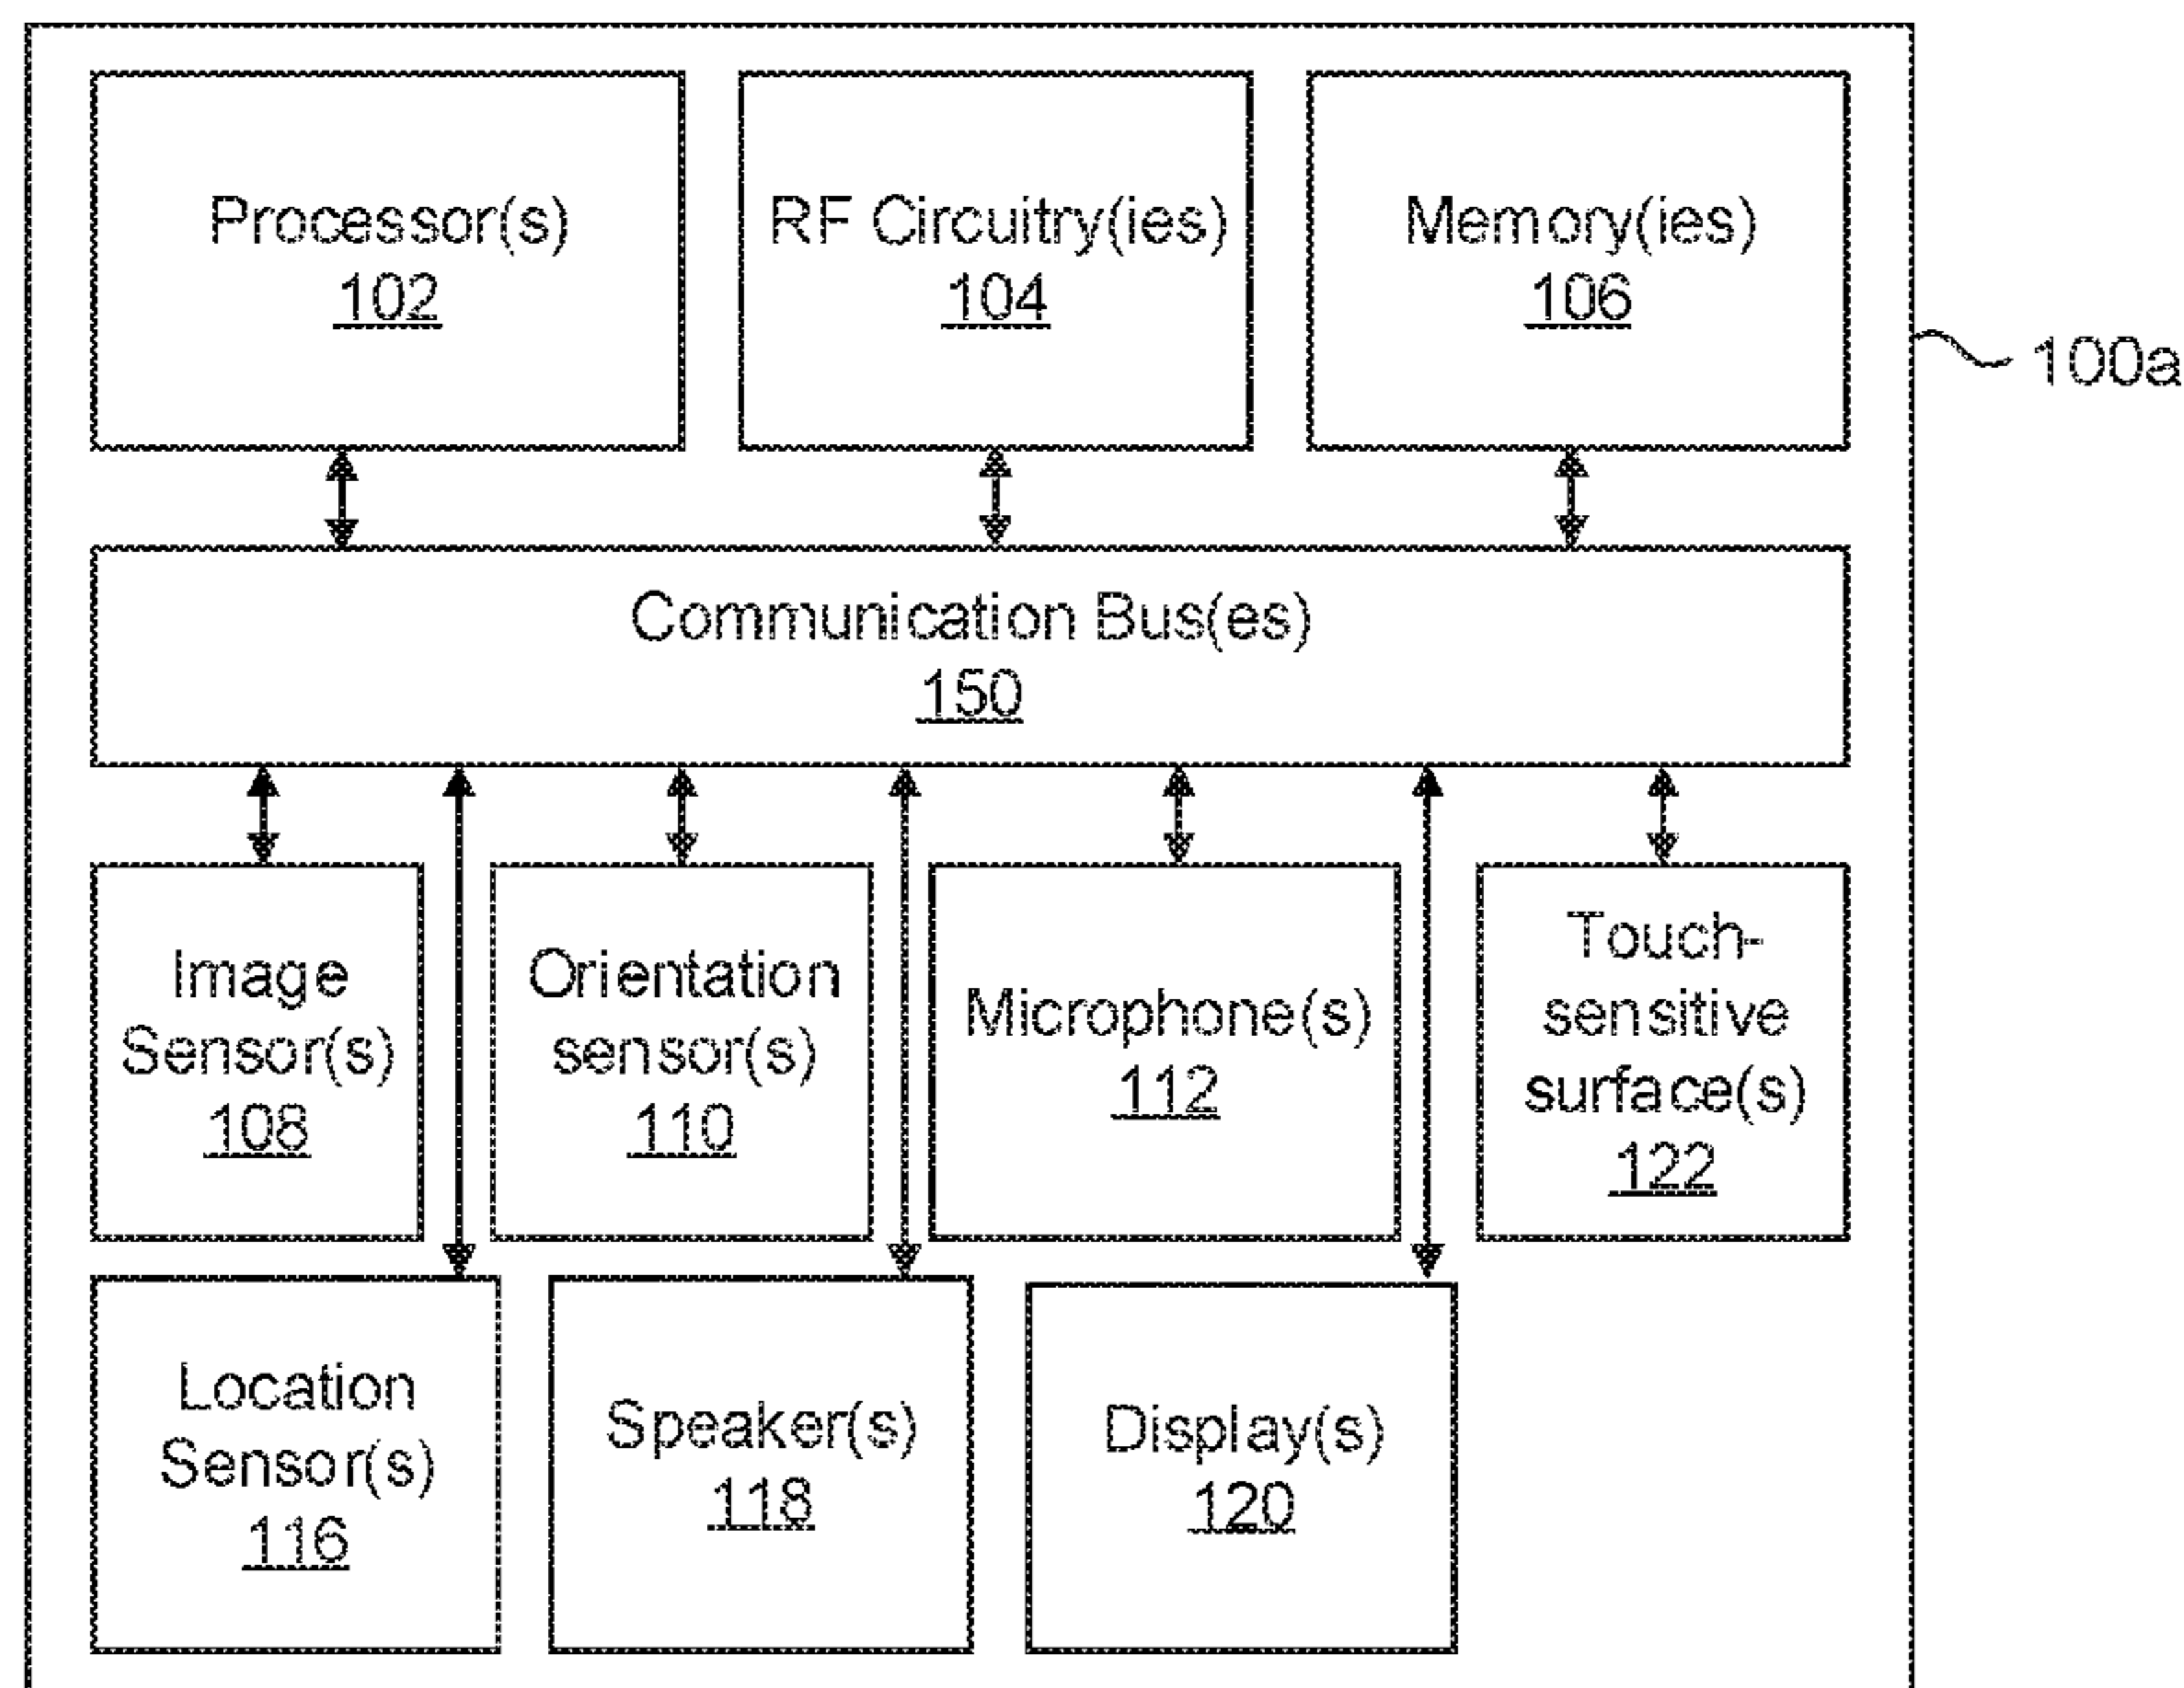 Processor(s)
102
RF Circuitry(ies)
104
Memory(ies)
106
100a
Communication Bus(es)
150
Image
Sensor(s)
108
Orientation
sensor(s)
110
Microphone(s)
112
Touch-
sensitive
surface(s)
122
Location
Sensor(s)
116
Speaker(s)
118
Display(s)
120